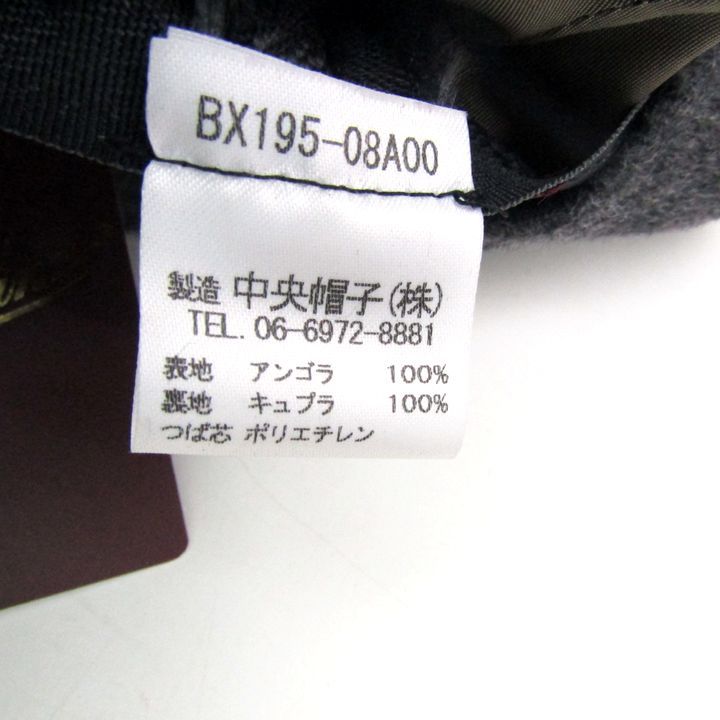 BX195-08A00
製造 中央帽子(株)
TEL. 06-6972-8881
表地 アンゴラ 100%
裏地 キュプラ 100%
つば芯 ポリエチレン